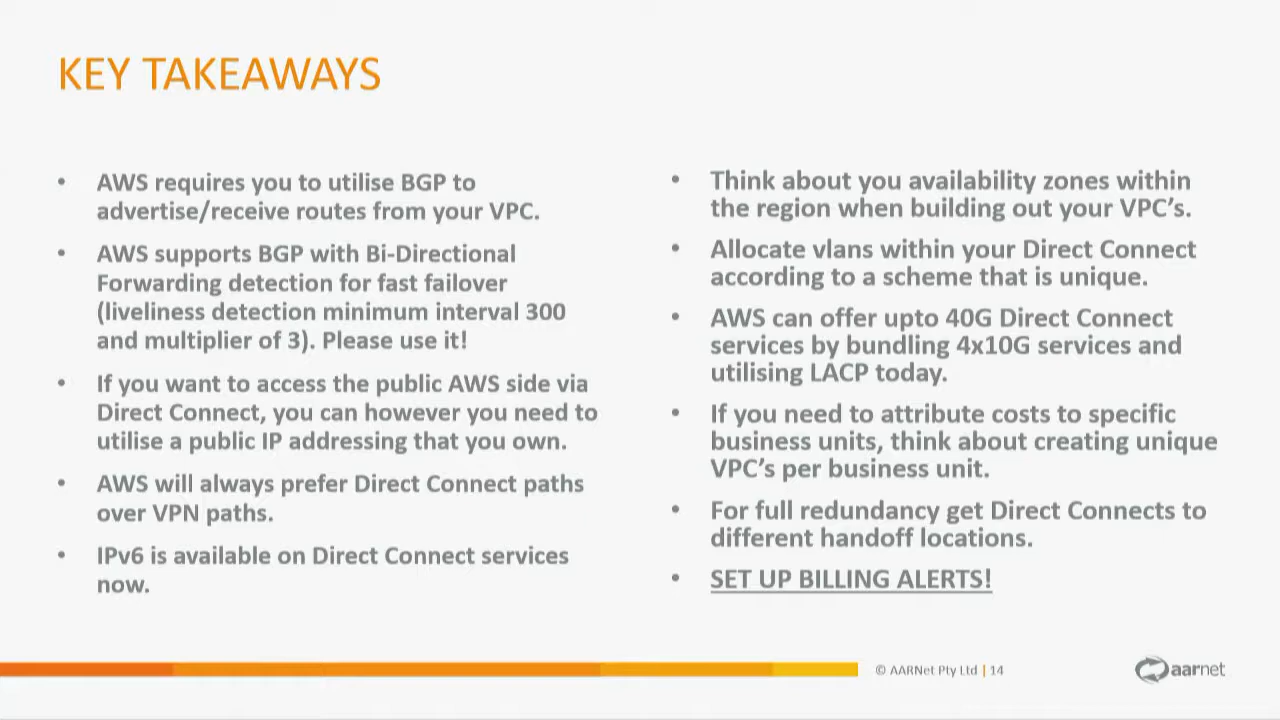 KEY TAKEAWAYS
• AWS requires you to utilise BGP to
advertise/receive routes from your VPC.
• AWS supports BGP with Bi-Directional
Forwarding detection for fast failover
(liveliness detection minimum interval 300
and multiplier of 3). Please use it!
• If you want to access the public AWS side via
Direct Connect, you can however you need to
utilise a public IP addressing that you own.
• AWS will always prefer Direct Connect paths
over VPN paths.
• IPv6 is available on Direct Connect services
now.
• Think about you availability zones within
the region when building out your VPC’s.
• Allocate vlans within your Direct Connect
according to a scheme that is unique.
• AWS can offer upto 40G Direct Connect
services by bundling 4x10G services and
utilising LACP today.
• If you need to attribute costs to specific
business units, think about creating unique
VPC’s per business unit.
• For full redundancy get Direct Connects to
different handoff locations.
• SET UP BILLING ALERTS!
© AARNet Pty Ltd | 14
aarnet